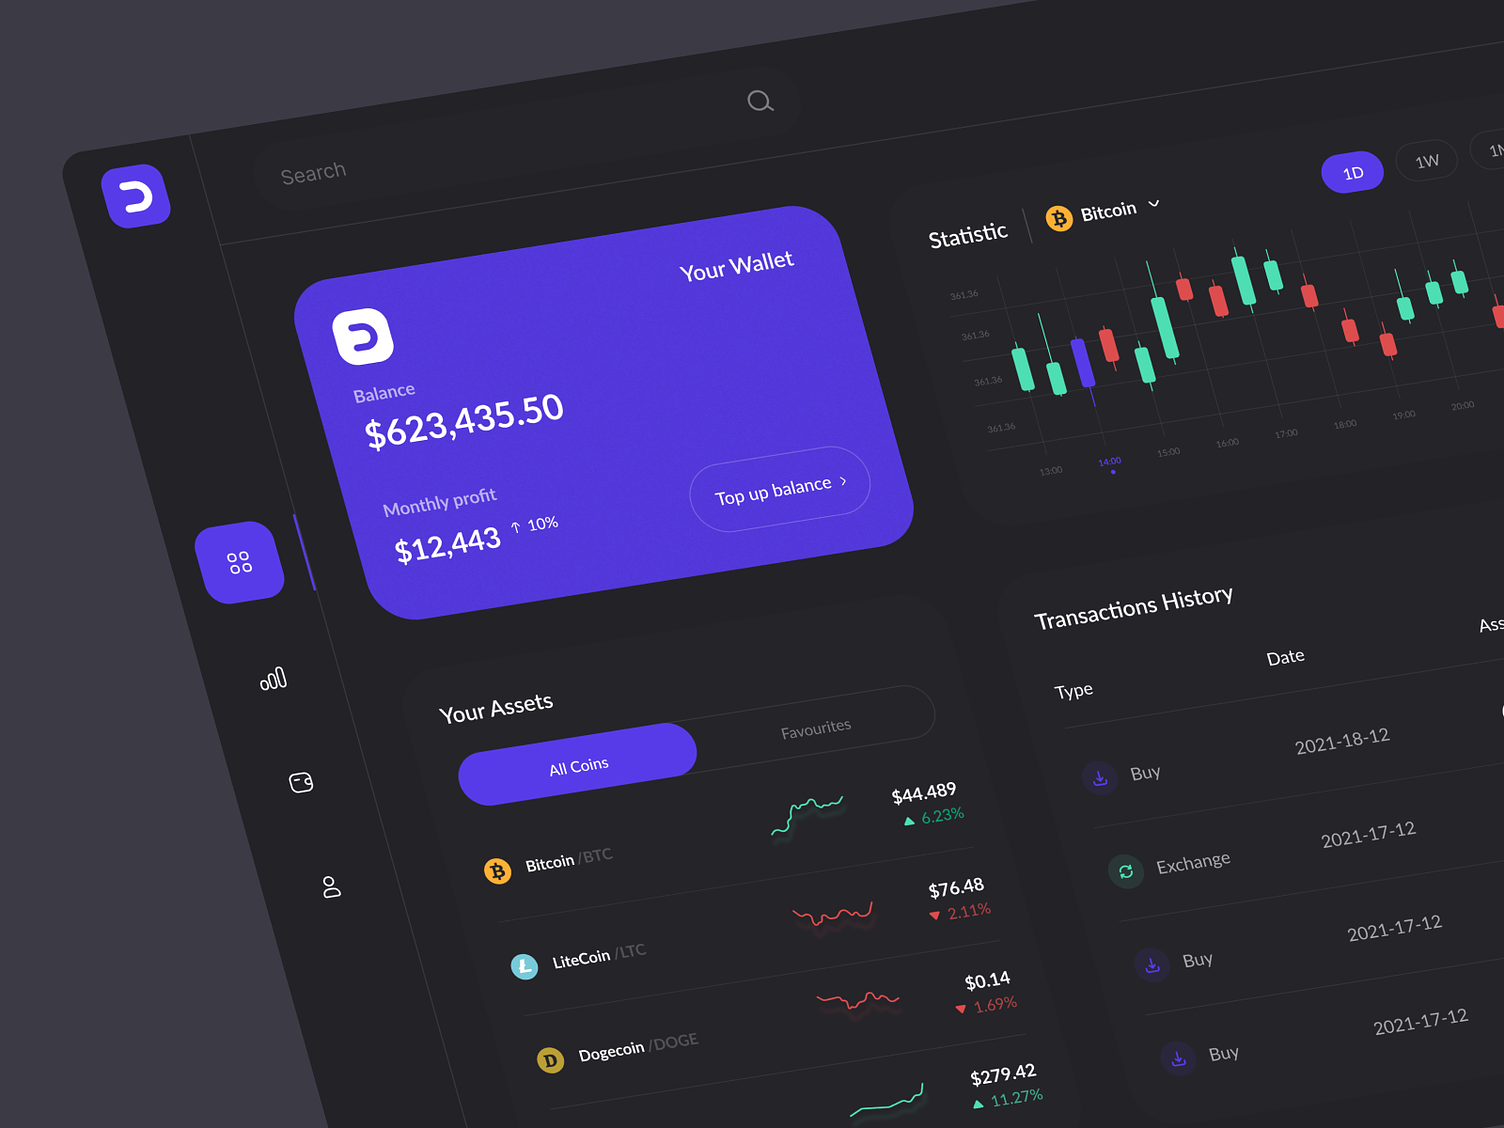 Search
Your Wallet
Balance
$623,435.50
Monthly profit
$12,443 ↑ 10%
Top up balance ›
Statistic
Bitcoin
1D
1W
361.36
361.36
361.36
361.36
13:00
14:00
15:00
16:00
17:00
18:00
19:00
20:00
Your Assets
All Coins
Favourites
Bitcoin /BTC
$44.489
6.23%
LiteCoin /LTC
$76.48
2.11%
Dogecoin /DOGE
$0.14
1.69%
$279.42
11.27%
Transactions History
Type
Date
Buy
2021-18-12
Exchange
2021-17-12
Buy
2021-17-12
Buy
2021-17-12